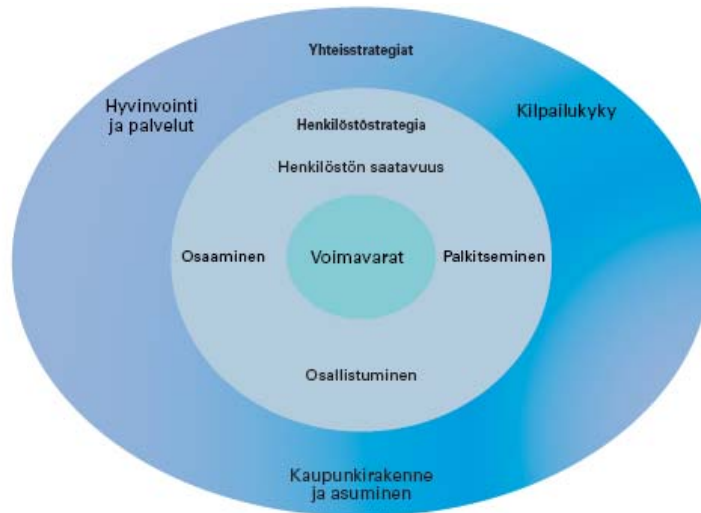 Yhteisstrategiat
Hyvinvointi
ja palvelut
Kilpailukyky
Henkilöstöstrategia
Henkilöstön saatavuus
Osaaminen
Voimavarat
Palkitseminen
Osallistuminen
Kaupunkirakenne
ja asuminen